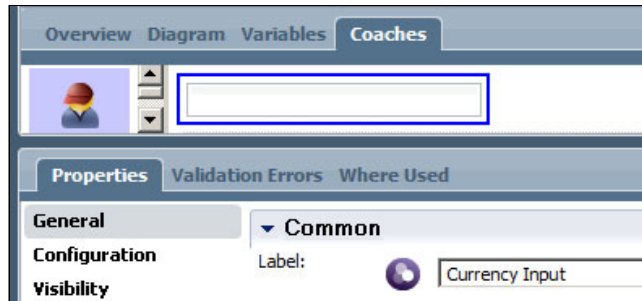 Overview Diagram Variables Coaches
Properties Validation Errors Where Used
General
Configuration
Visibility
Common
Label:
Currency Input